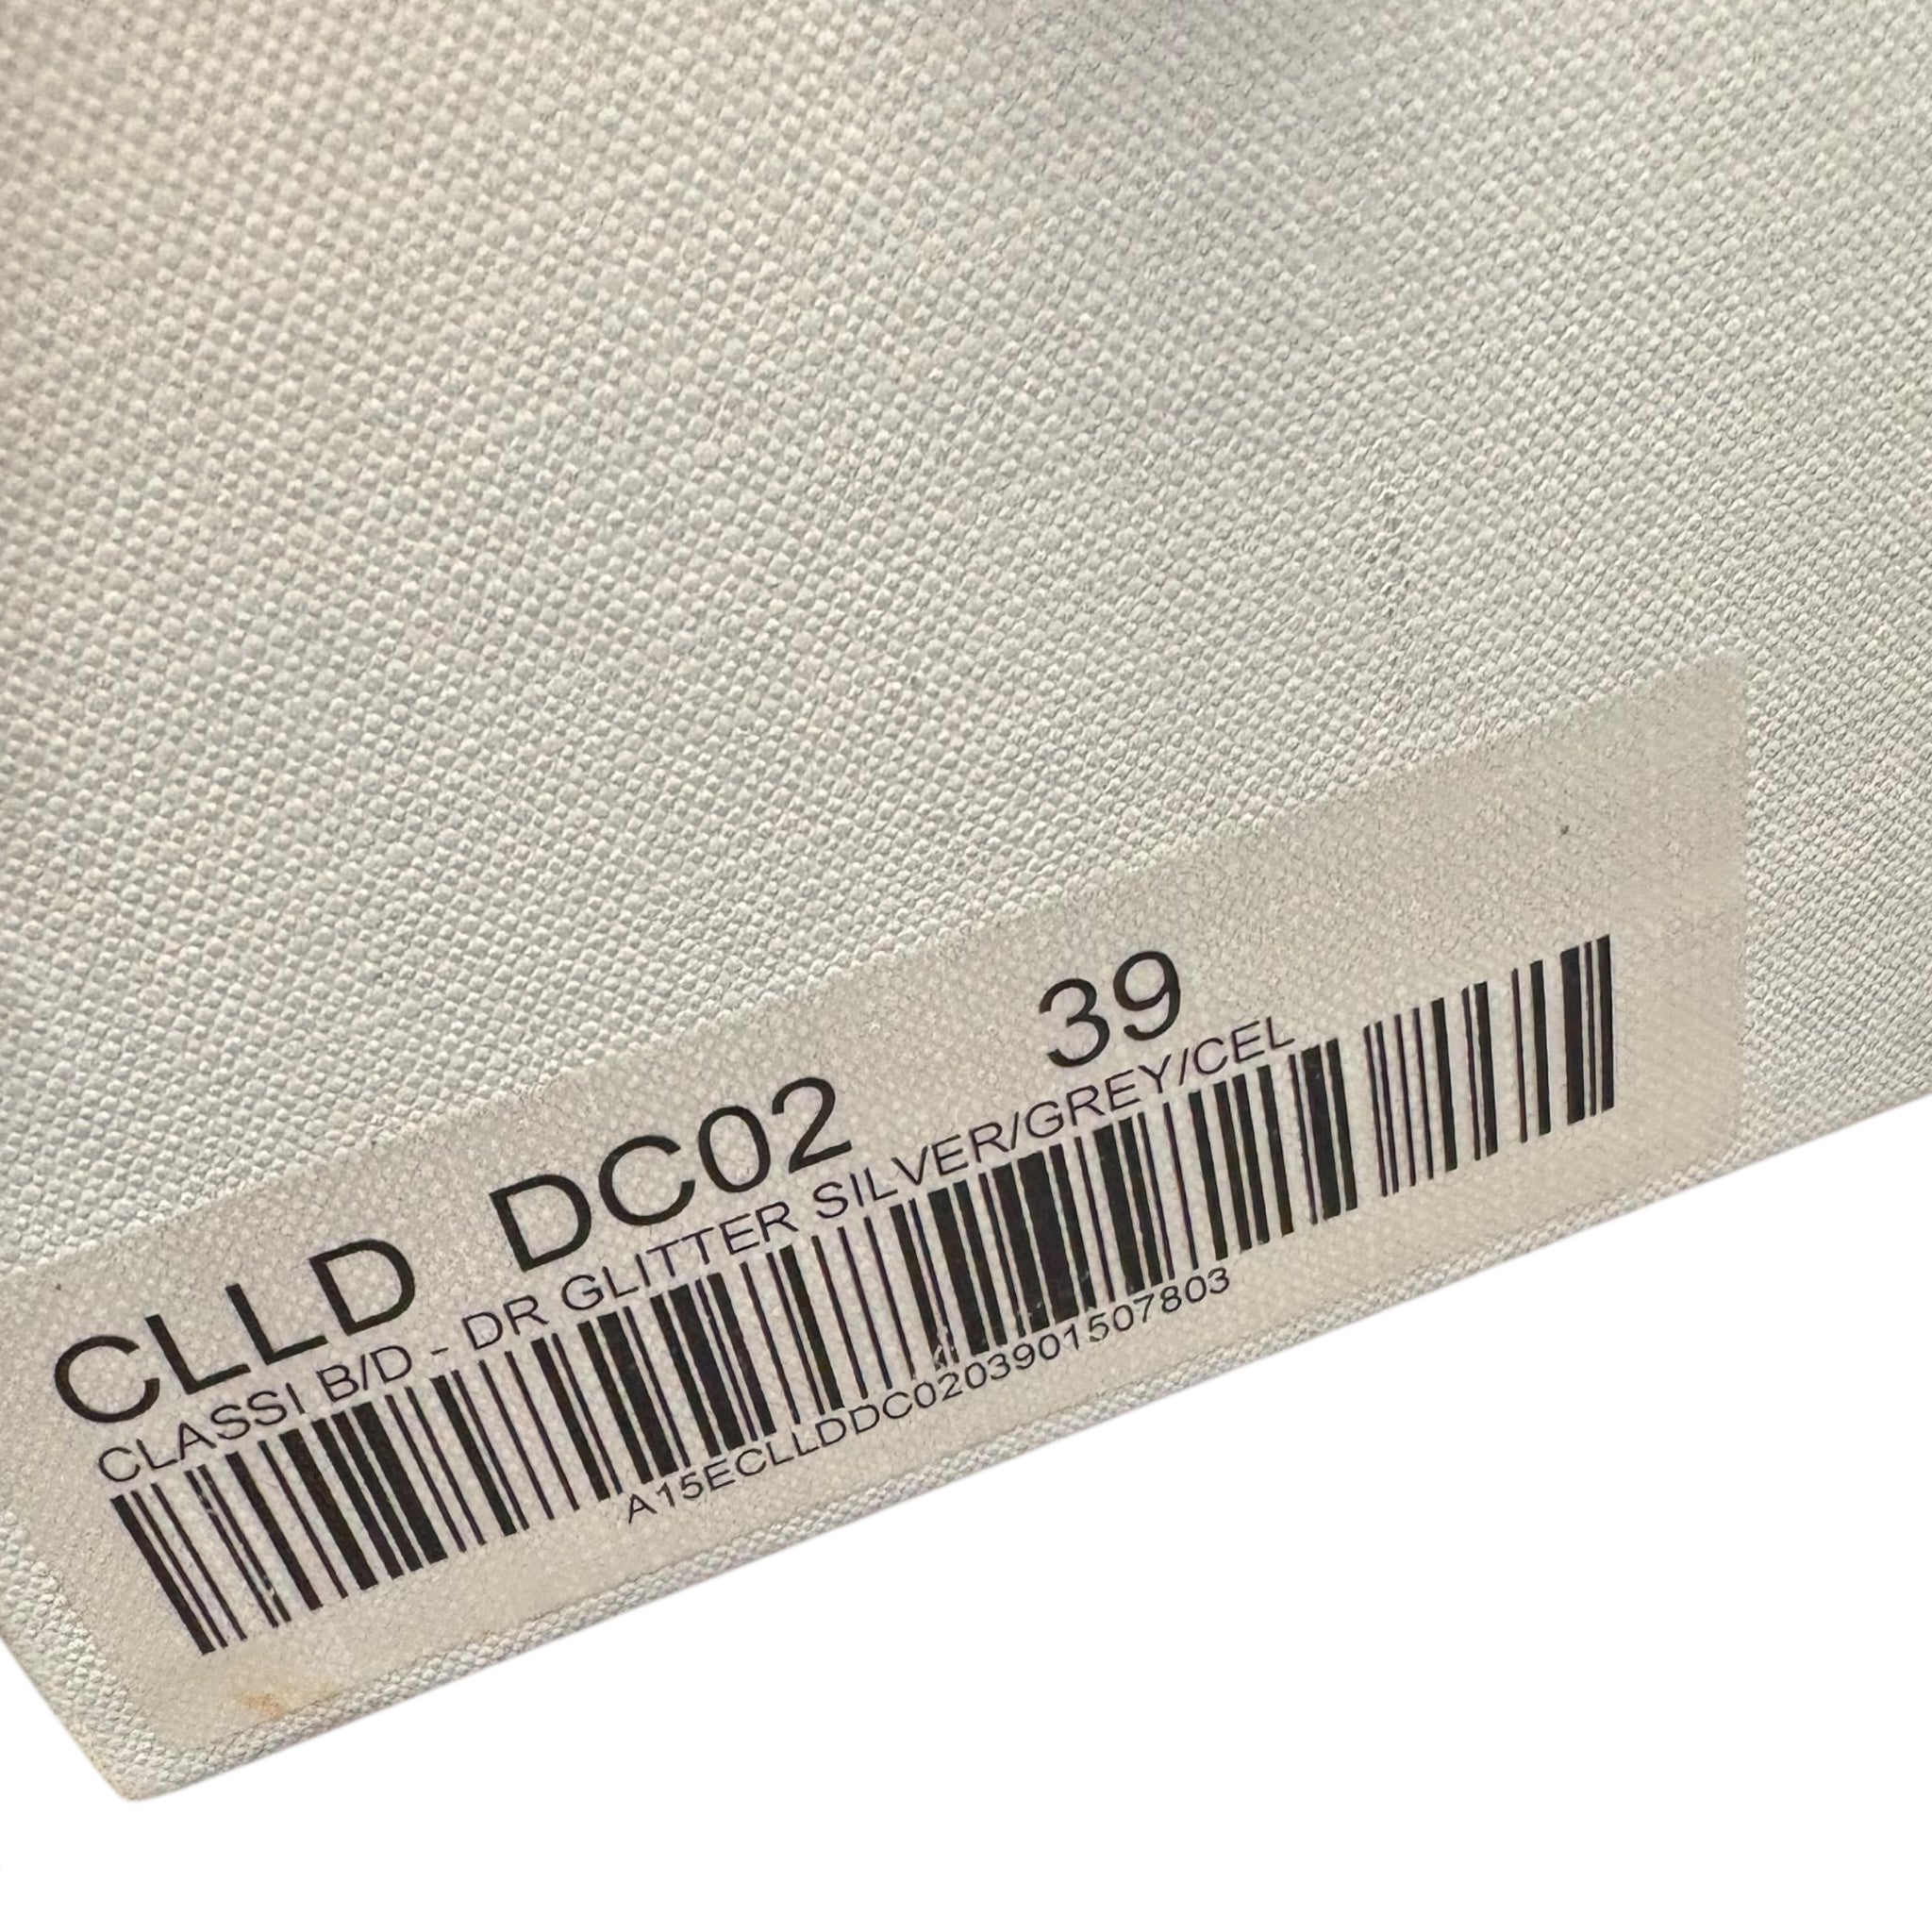 CLLD DC02 39
CLASSI B/D - DR GLITTER SILVER/GREY/CEL
A15ECLLDDC0203901507803